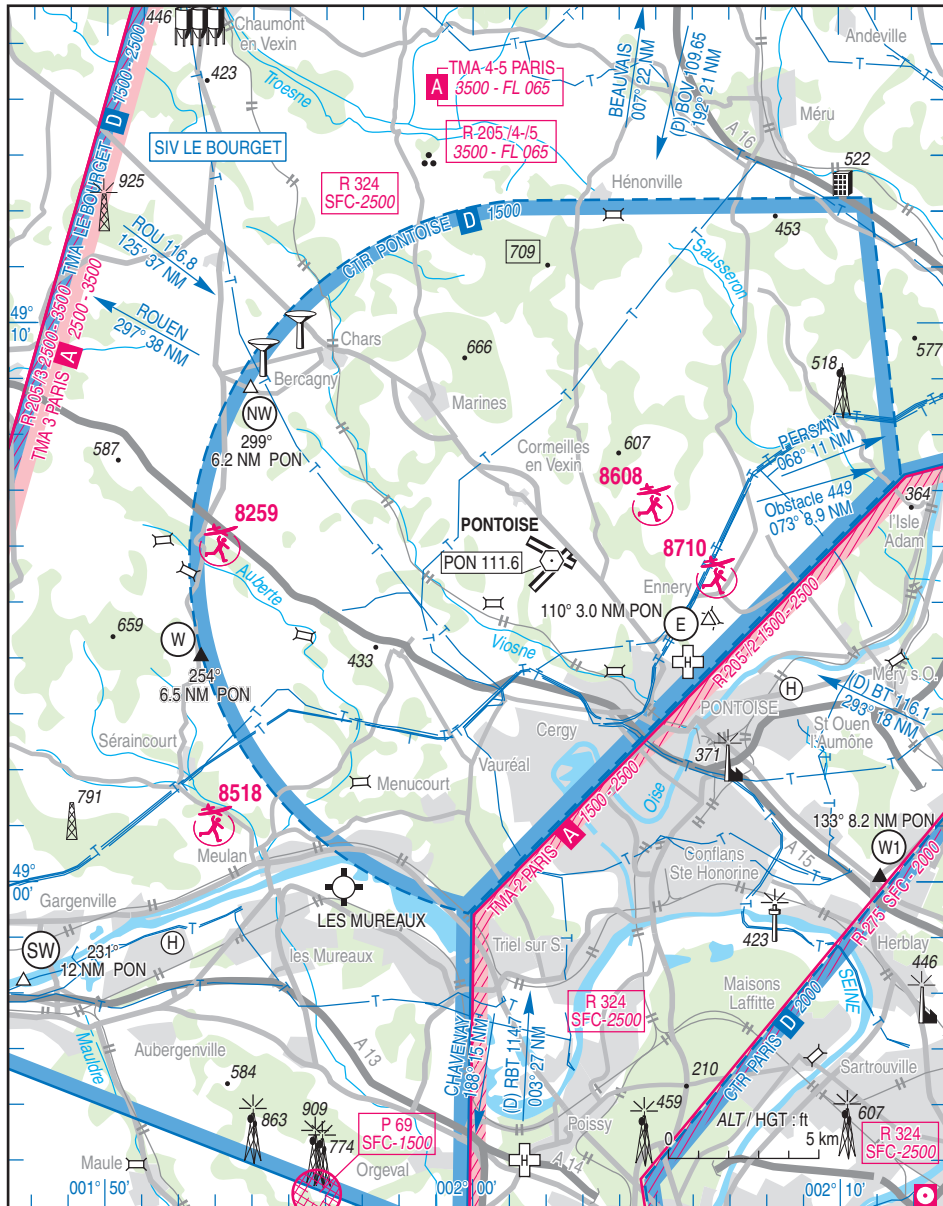 446
Chaumont
en Vexin
423
Troesne
A
TMA 4-5 PARIS
3500 - FL 065
R 205 /4-/5
3500 - FL 065
BEAUVAIS
007° 22 NM
(D) BOV 109.65
192° 21 NM
Andeville
Méru
A 16
522
SIV LE BOURGET
R 324
SFC-2500
Hénonville
925
TMA LE BOURGET D 1500 - 2500
R 205 /3 2500 - 3500
TMA 3 PARIS A 2500 - 3500
ROU 116.8
125° 37 NM
ROUEN
297° 38 NM
CTR PONTOISE D 1500
709
453
Sausseron
49°
10'
Chars
666
577
518
Bercagny
NW
299°
6.2 NM PON
Marines
587
Cormeilles
en Vexin
607
PERSAN
068° 11 NM
8608
Obstacle 449
073° 8.9 NM
364
l'Isle
Adam
8259
PONTOISE
PON 111.6
8710
Ennery
Auberte
110° 3.0 NM PON
E
659
W
254°
6.5 NM PON
433
Viosne
R 205 /2 1500 - 2500
Méry s.O.
H
(D) BT 116.1
293° 18 NM
PONTOISE
St Ouen
l'Aumône
Séraincourt
Cergy
Vauréal
371
Menucourt
Oise
791
8518
Meulan
TMA 2 PARIS A 1500 - 2500
133° 8.2 NM PON
W1
A 15
49°
00'
Conflans
Ste Honorine
Gargenville
LES MUREAUX
R 275 SFC - 2000
SW
231°
12 NM PON
H
les Mureaux
Triel sur S.
423
Herblay
446
SEINE
Maisons
Laffitte
R 324
SFC-2500
CTR PARIS D 2000
Mauldre
Aubergenville
A 13
CHAVENAY
188° 15 NM
(D) RBT 114.7
003° 27 NM
Sartrouville
584
210
863
909
774
P 69
SFC-1500
Orgeval
Poissy
459
ALT / HGT : ft
0
5 km
607
R 324
SFC-2500
Maule
A 14
001° 50'
002° 00'
002° 10'